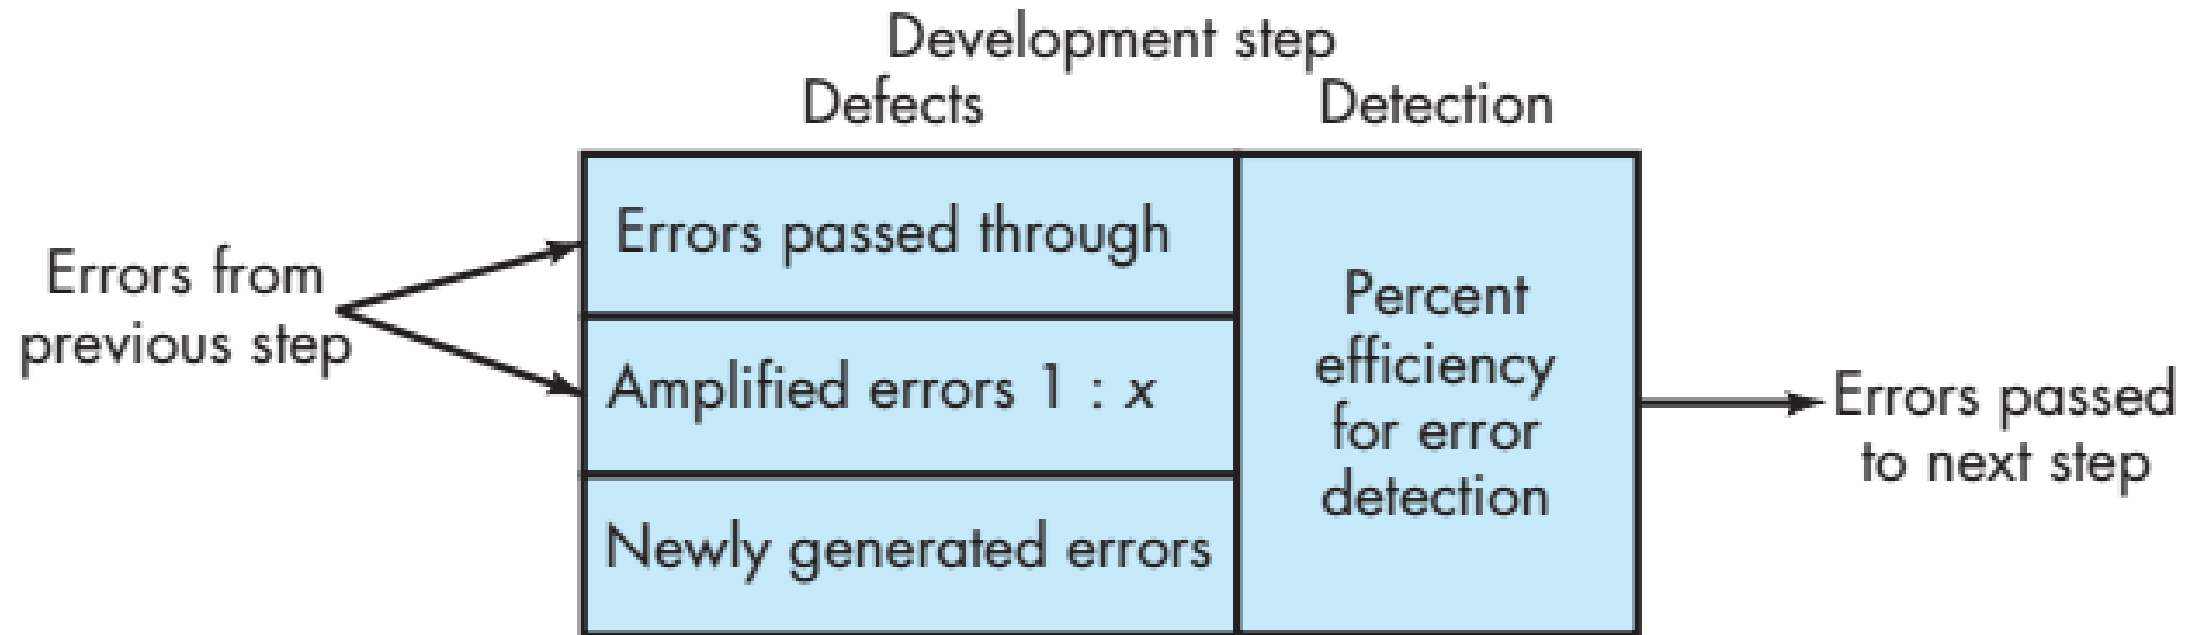 Development step
Defects
Detection
Errors from
previous step
Errors passed through
Amplified errors 1 : x
Newly generated errors
Percent
efficiency
for error
detection
Errors passed
to next step